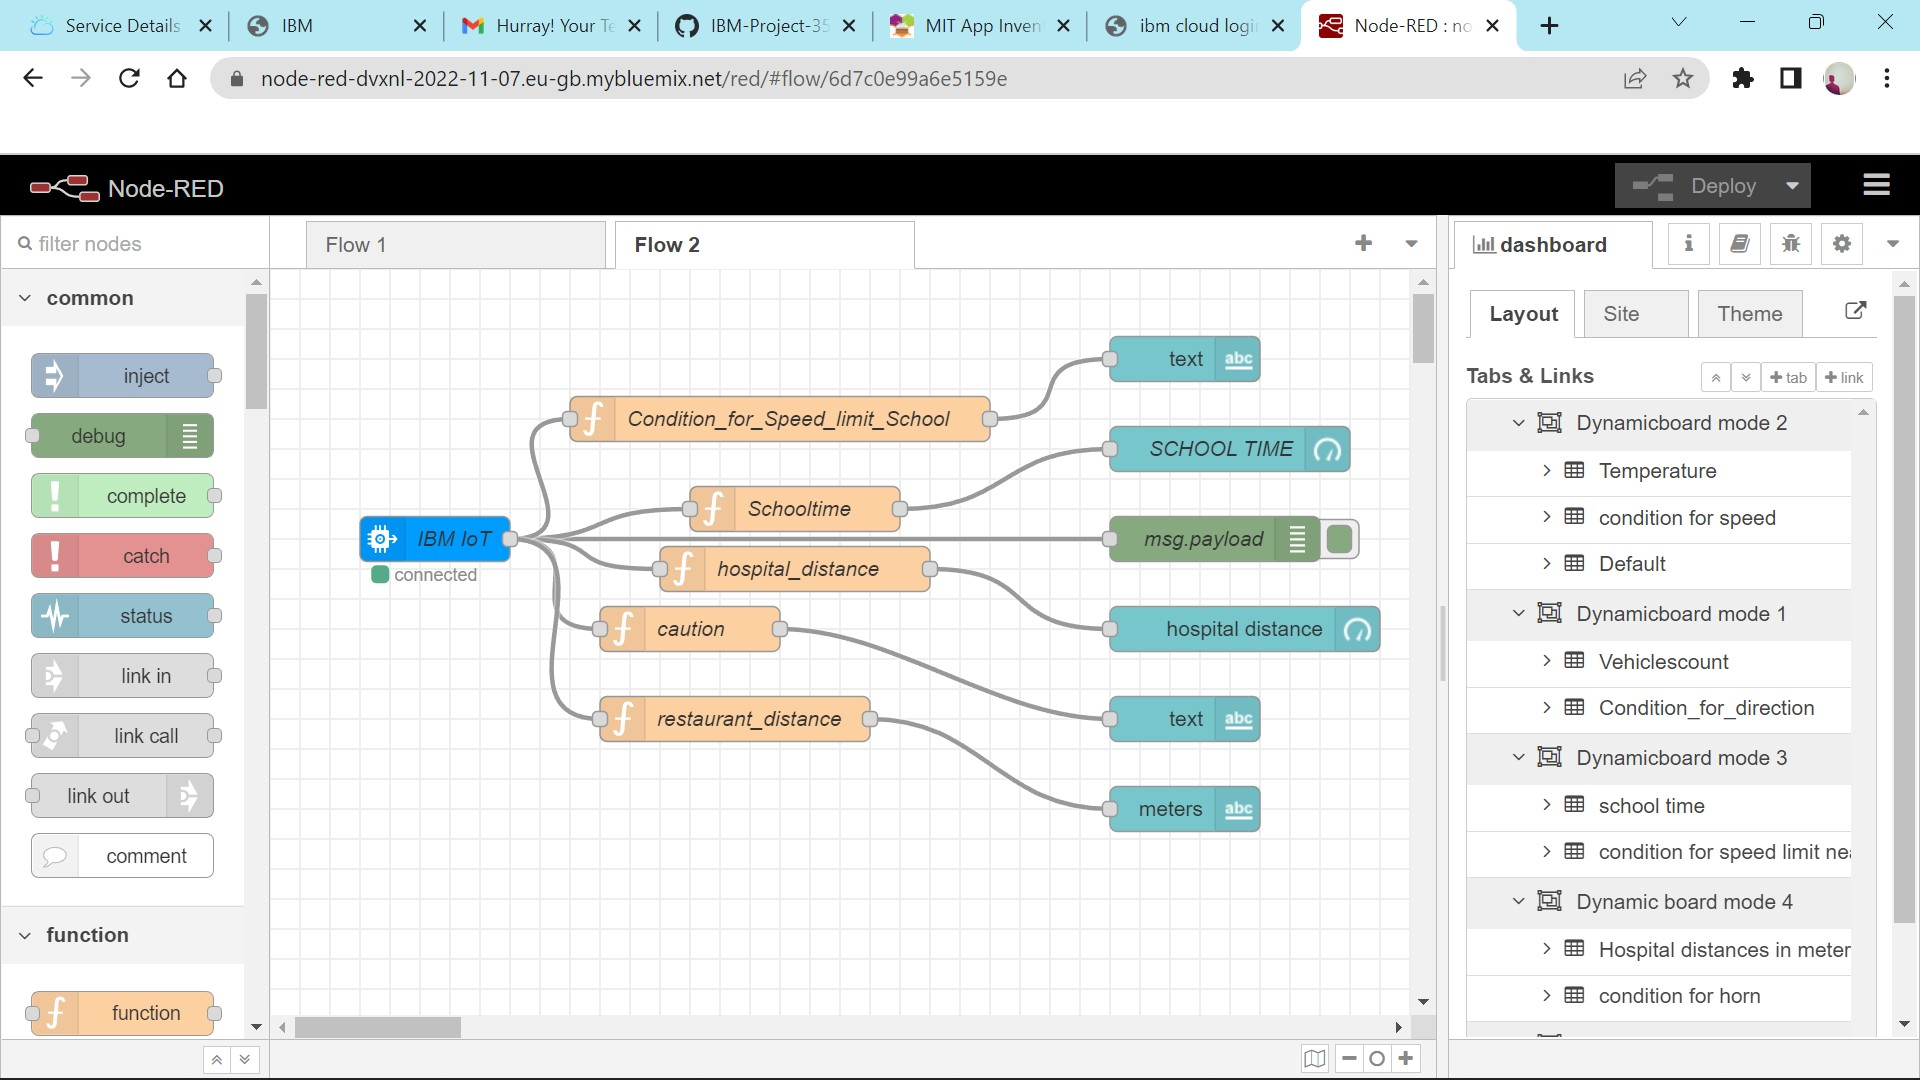 Service Details
IBM
Hurray! Your Te
IBM-Project-35
MIT App Inven
ibm cloud logi
Node-RED : no
node-red-dvxnl-2022-11-07.eu-gb.mybluemix.net/red/#flow/6d7c0e99a6e5159e
Node-RED
Deploy
filter nodes
Flow 1
Flow 2
dashboard
common
inject
debug
complete
catch
status
link in
link call
link out
comment
function
function
IBM IoT
connected
Condition_for_Speed_limit_School
Schooltime
hospital_distance
caution
restaurant_distance
text
abc
SCHOOL TIME
msg.payload
hospital distance
text
abc
meters
abc
Layout
Site
Theme
Tabs & Links
tab
link
Dynamicboard mode 2
Temperature
condition for speed
Default
Dynamicboard mode 1
Vehiclescount
Condition_for_direction
Dynamicboard mode 3
school time
condition for speed limit nea
Dynamic board mode 4
Hospital distances in meter
condition for horn